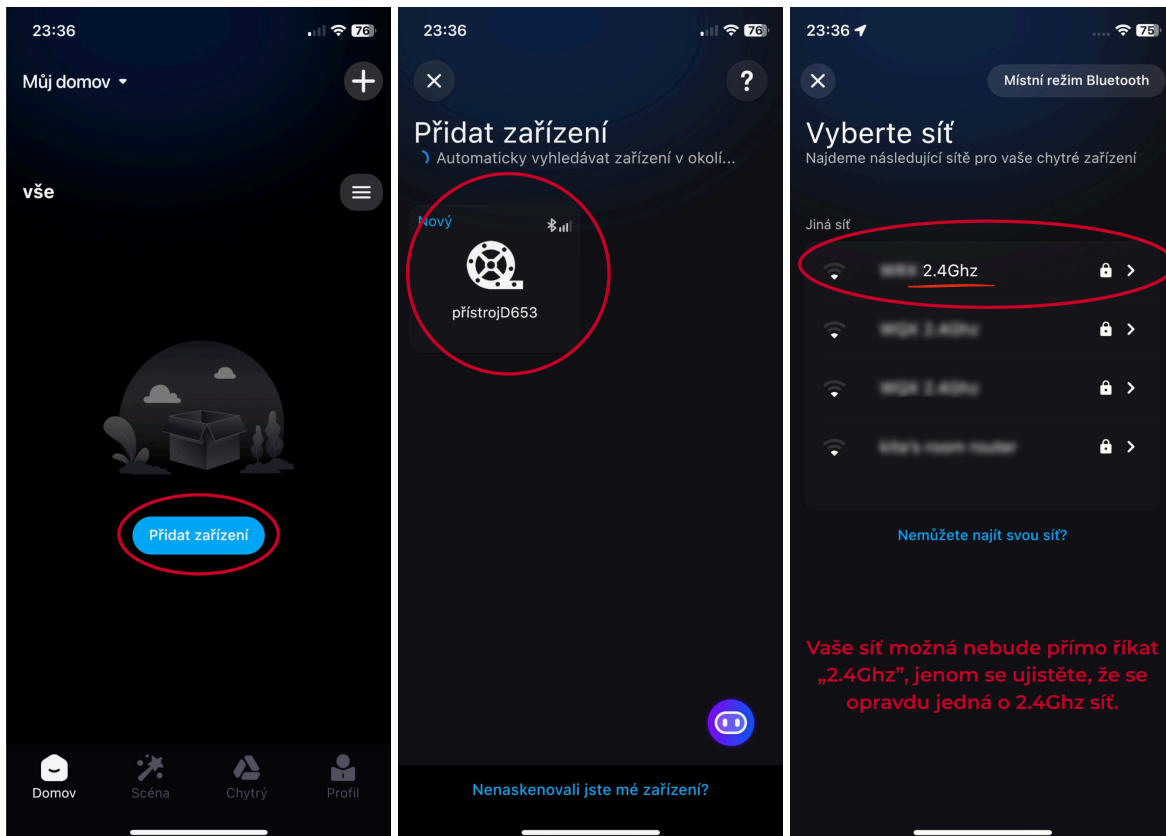 23:36
76
Můj domov
vše
Přidat zařízení
Domov
Scéna
Chytrý
Profil
23:36
76
?
Přidat zařízení
Automaticky vyhledávat zařízení v okolí...
Nový
přístrojD653
Nenaskenovali jste mé zařízení?
23:36
75
Místní režim Bluetooth
Vyberte síť
Najdeme následující sítě pro vaše chytré zařízení
Jiná síť
2.4Ghz
Nemůžete najít svou síť?
Vaše síť možná nebude přímo říkat
„2.4Ghz”, jenom se ujistěte, že se
opravdu jedná o 2.4Ghz síť.